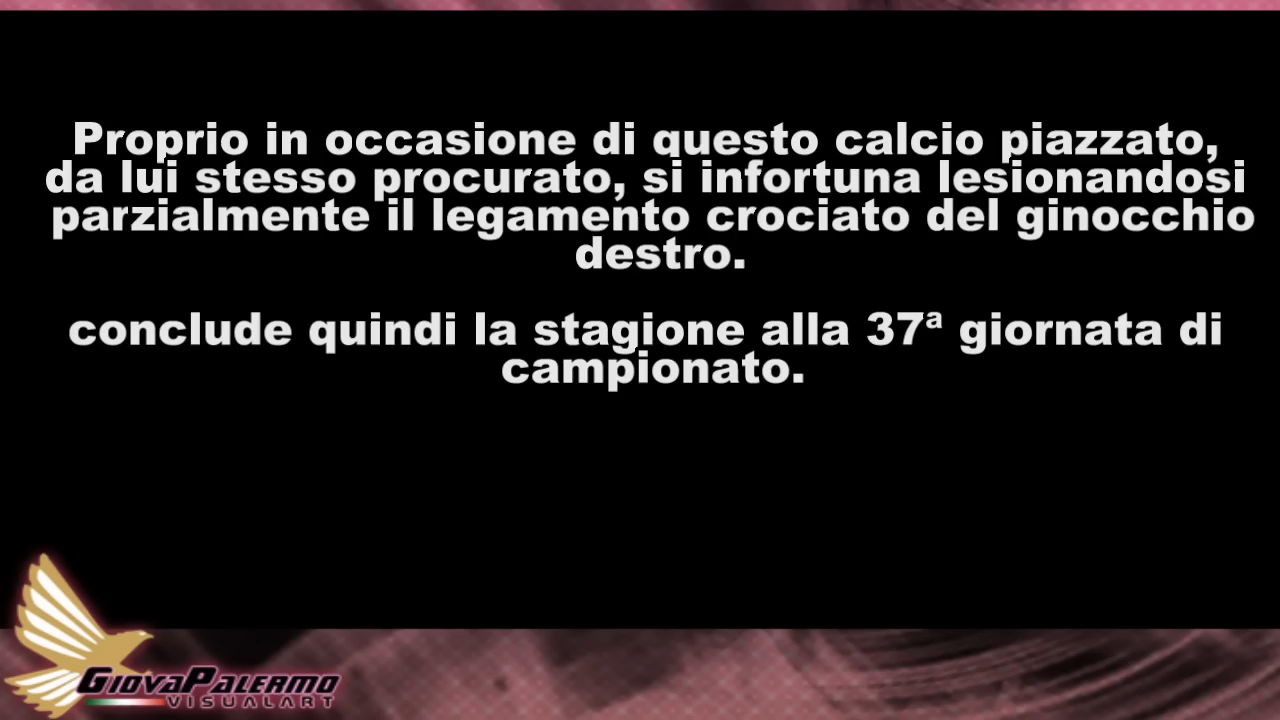 Proprio in occasione di questo calcio piazzato,
da lui stesso procurato, si infortuna lesionandosi
parzialmente il legamento crociato del ginocchio
destro.
conclude quindi la stagione alla 37ª giornata di
campionato.
GiovaPalermo
VISUALART